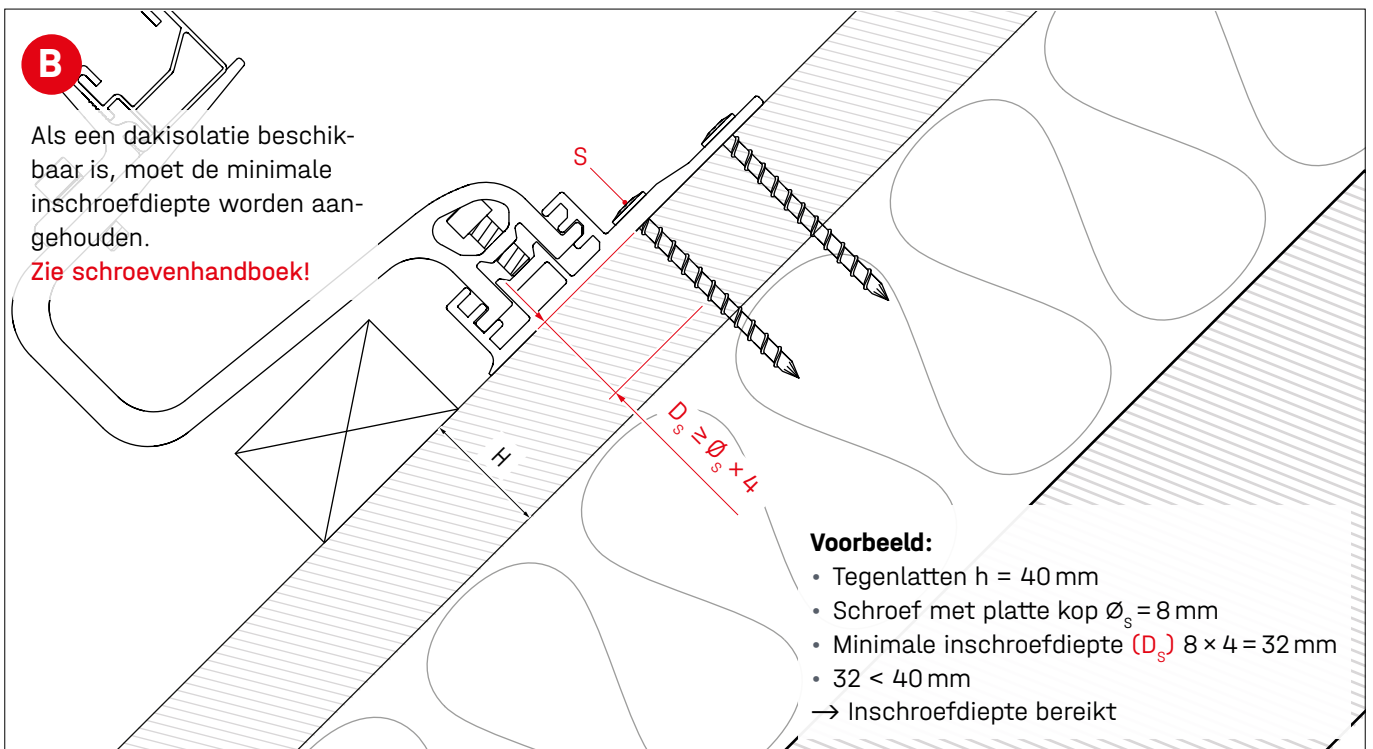 B
Als een dakisolatie beschik-
baar is, moet de minimale
inschroefdiepte worden aan-
gehouden.
Zie schroevenhandboek!
S
H
Dₛ ≥ Øₛ × 4
Voorbeeld:
• Tegenlatten h = 40 mm
• Schroef met platte kop Øₛ = 8 mm
• Minimale inschroefdiepte (Dₛ) 8 × 4 = 32 mm
• 32 < 40 mm
→ Inschroefdiepte bereikt